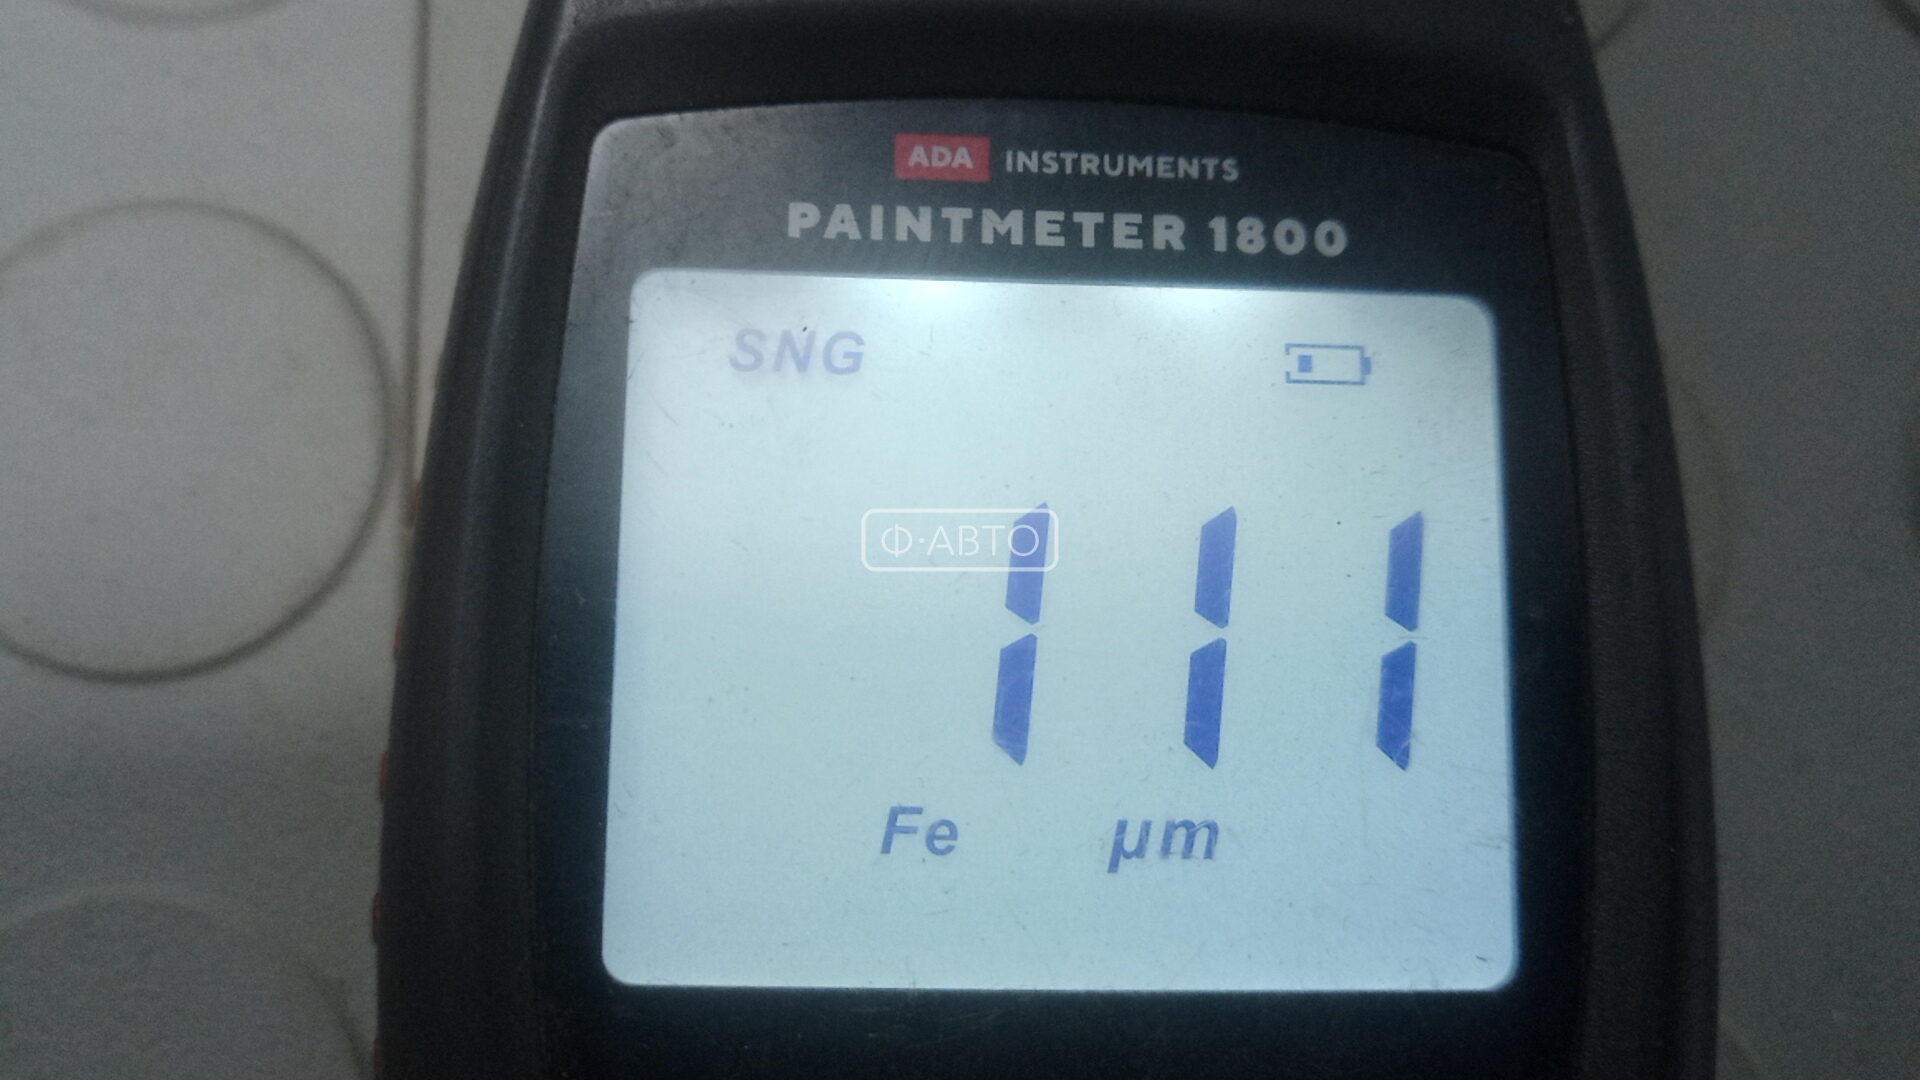 ADA INSTRUMENTS
PAINTMETER 1800
SNG
Ф·АВТО
111
Fe µm